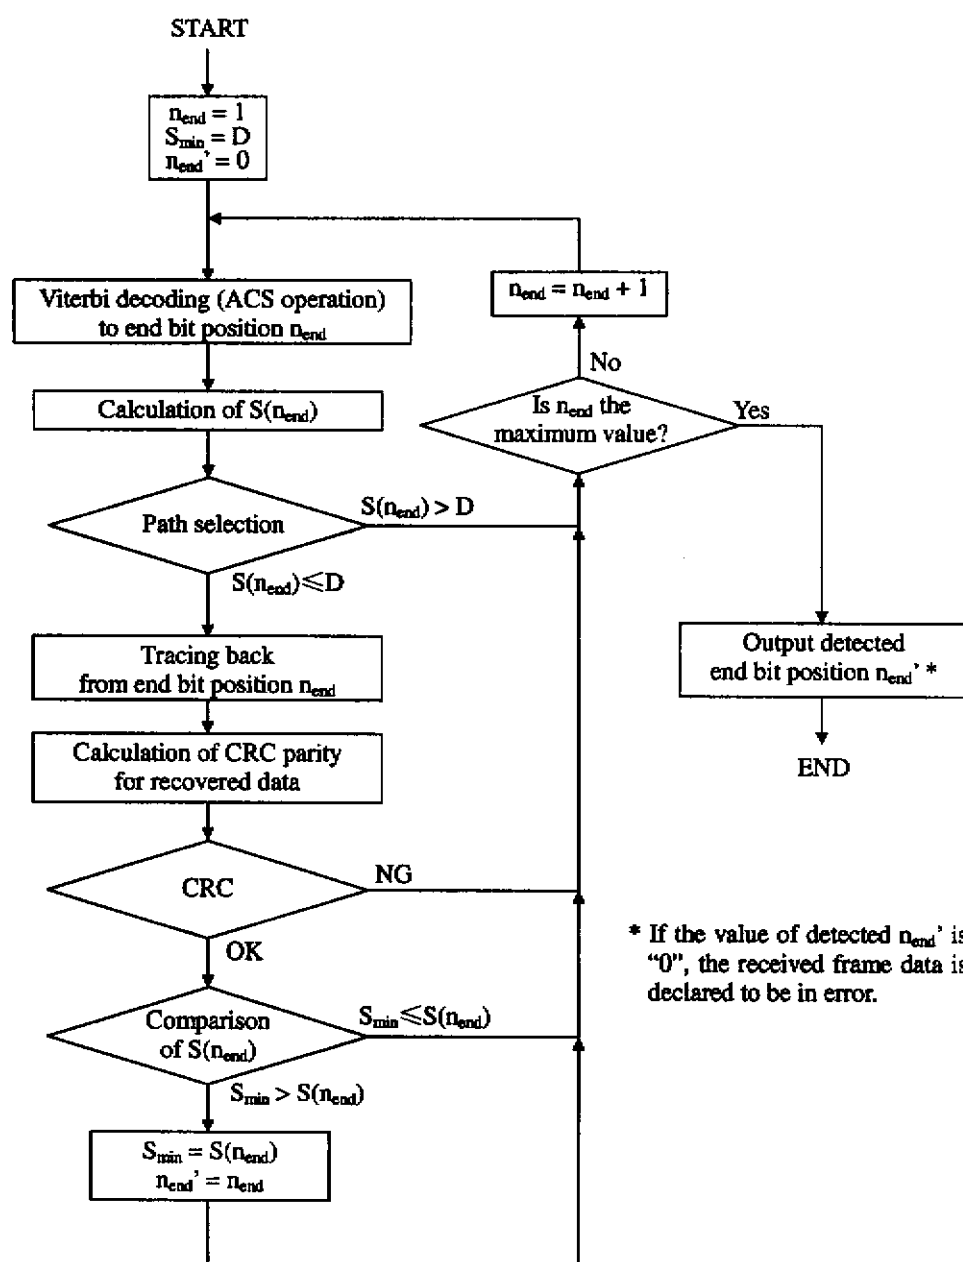 START
n_end = 1
S_min = D
n_end' = 0
Viterbi decoding (ACS operation)
to end bit position n_end
Calculation of S(n_end)
Path selection
S(n_end) > D
S(n_end)≤D
Tracing back
from end bit position n_end
Calculation of CRC parity
for recovered data
CRC
NG
OK
Comparison
of S(n_end)
S_min≤S(n_end)
S_min > S(n_end)
S_min = S(n_end)
n_end' = n_end
n_end = n_end + 1
No
Is n_end the
maximum value?
Yes
Output detected
end bit position n_end' *
END
* If the value of detected n_end' is
“0”, the received frame data is
declared to be in error.